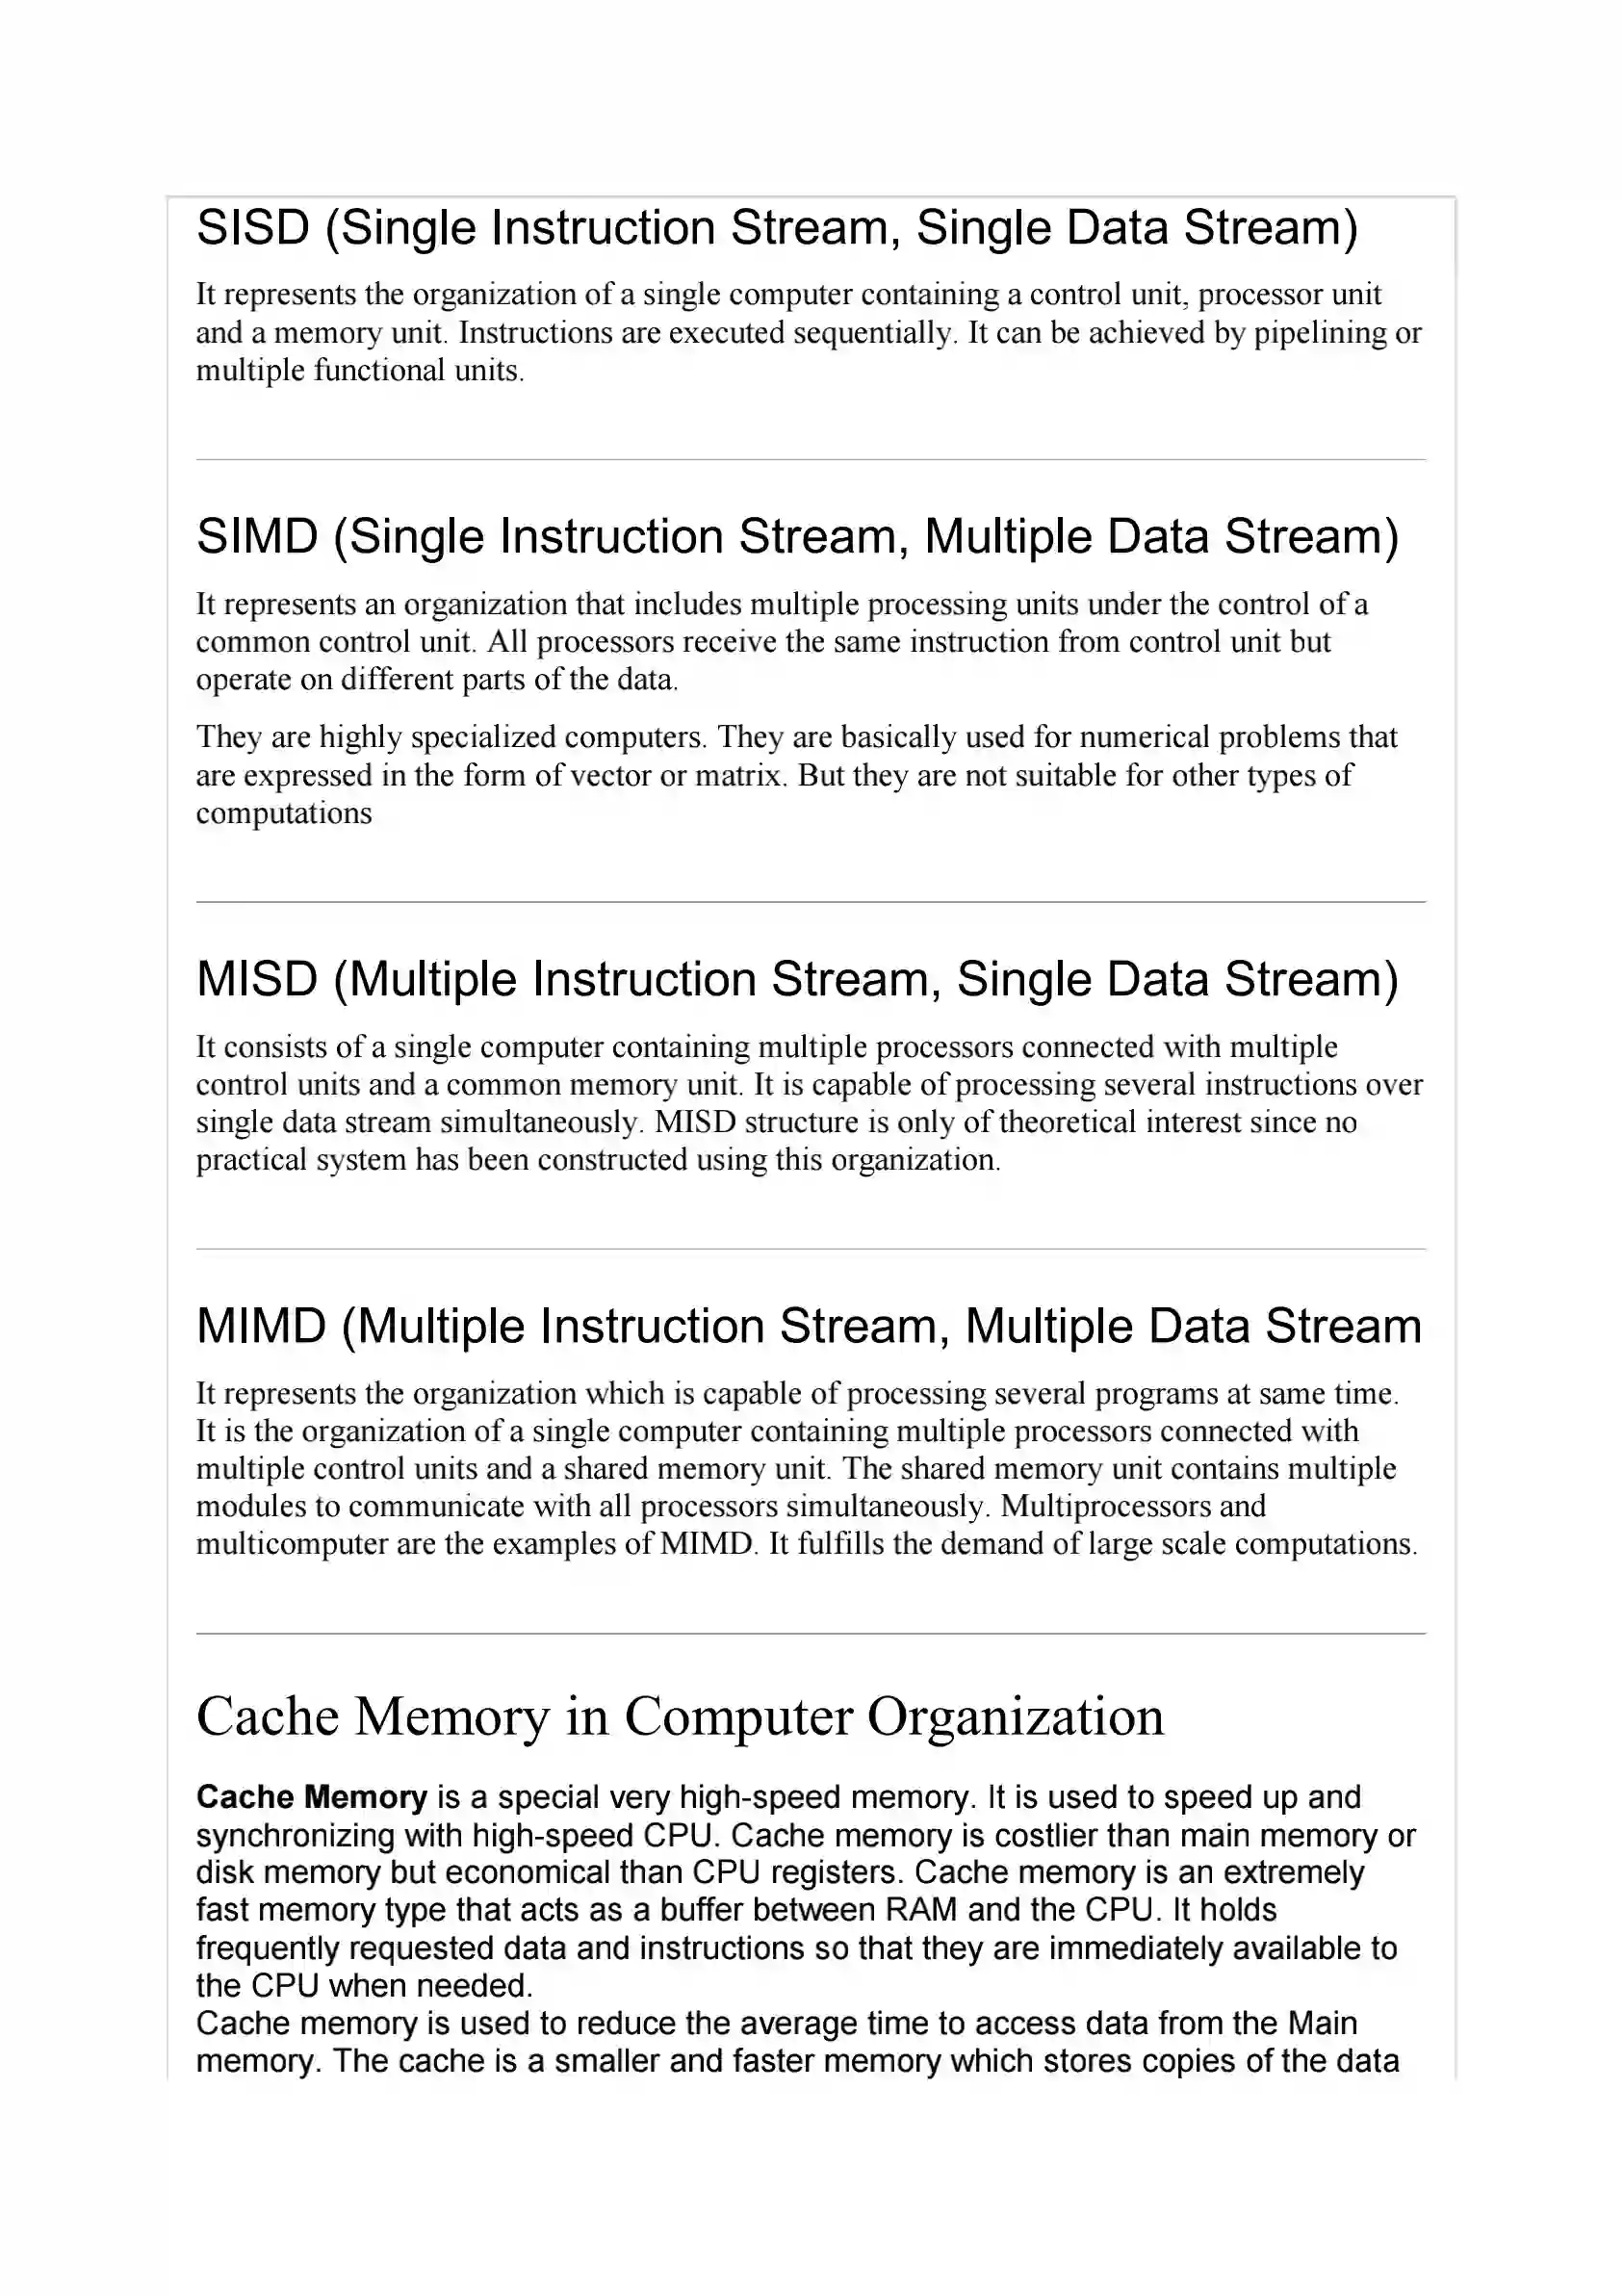 SISD (Single Instruction Stream, Single Data Stream)
It represents the organization of a single computer containing a control unit, processor unit
and a memory unit. Instructions are executed sequentially. It can be achieved by pipelining or
multiple functional units.
SIMD (Single Instruction Stream, Multiple Data Stream)
It represents an organization that includes multiple processing units under the control of a
common control unit. All processors receive the same instruction from control unit but
operate on different parts of the data.
They are highly specialized computers. They are basically used for numerical problems that
are expressed in the form of vector or matrix. But they are not suitable for other types of
computations
MISD (Multiple Instruction Stream, Single Data Stream)
It consists of a single computer containing multiple processors connected with multiple
control units and a common memory unit. It is capable of processing several instructions over
single data stream simultaneously. MISD structure is only of theoretical interest since no
practical system has been constructed using this organization.
MIMD (Multiple Instruction Stream, Multiple Data Stream
It represents the organization which is capable of processing several programs at same time.
It is the organization of a single computer containing multiple processors connected with
multiple control units and a shared memory unit. The shared memory unit contains multiple
modules to communicate with all processors simultaneously. Multiprocessors and
multicomputer are the examples of MIMD. It fulfills the demand of large scale computations.
Cache Memory in Computer Organization
Cache Memory is a special very high-speed memory. It is used to speed up and
synchronizing with high-speed CPU. Cache memory is costlier than main memory or
disk memory but economical than CPU registers. Cache memory is an extremely
fast memory type that acts as a buffer between RAM and the CPU. It holds
frequently requested data and instructions so that they are immediately available to
the CPU when needed.
Cache memory is used to reduce the average time to access data from the Main
memory. The cache is a smaller and faster memory which stores copies of the data